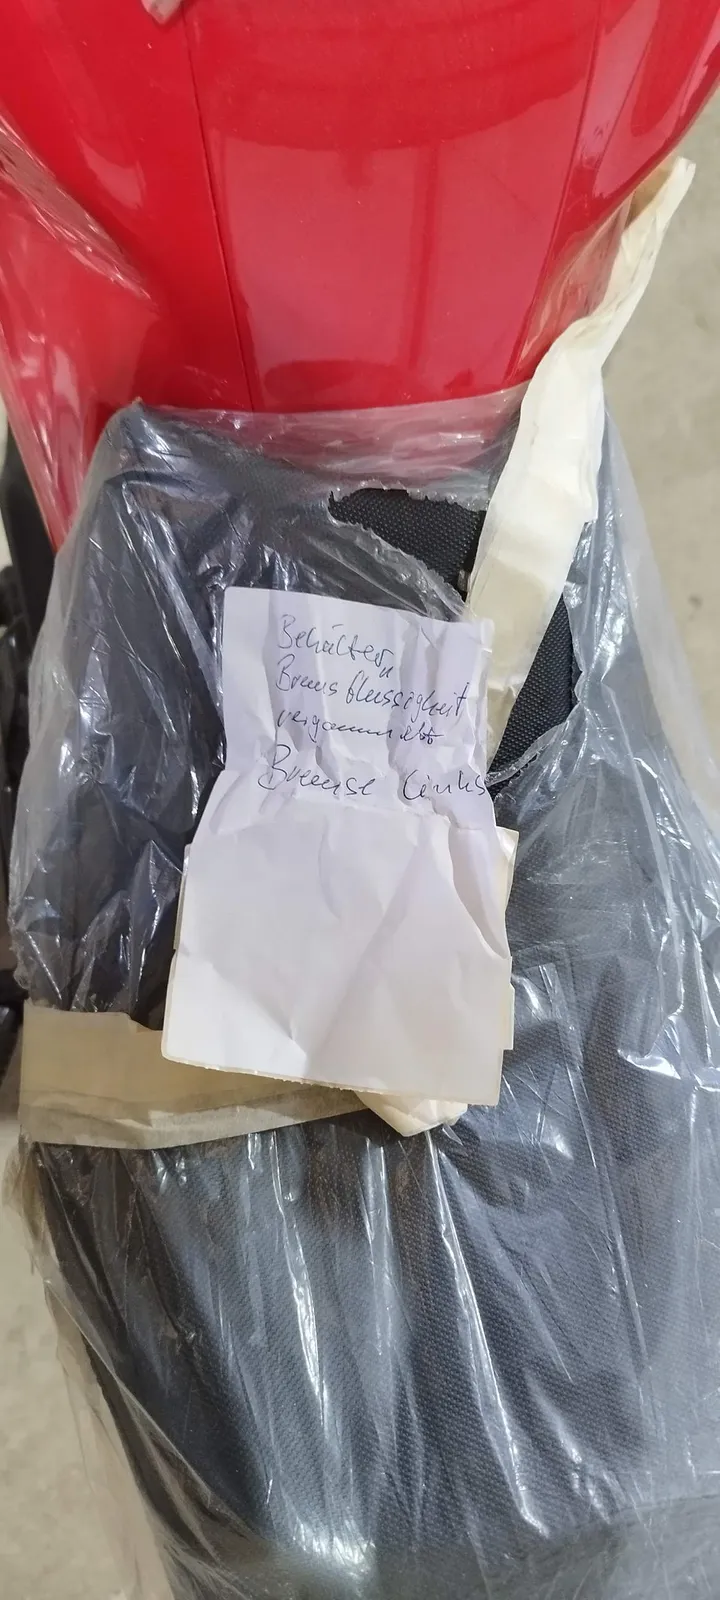 Behälter
Bremsflüssigkeit
vergammelt
Bremse links